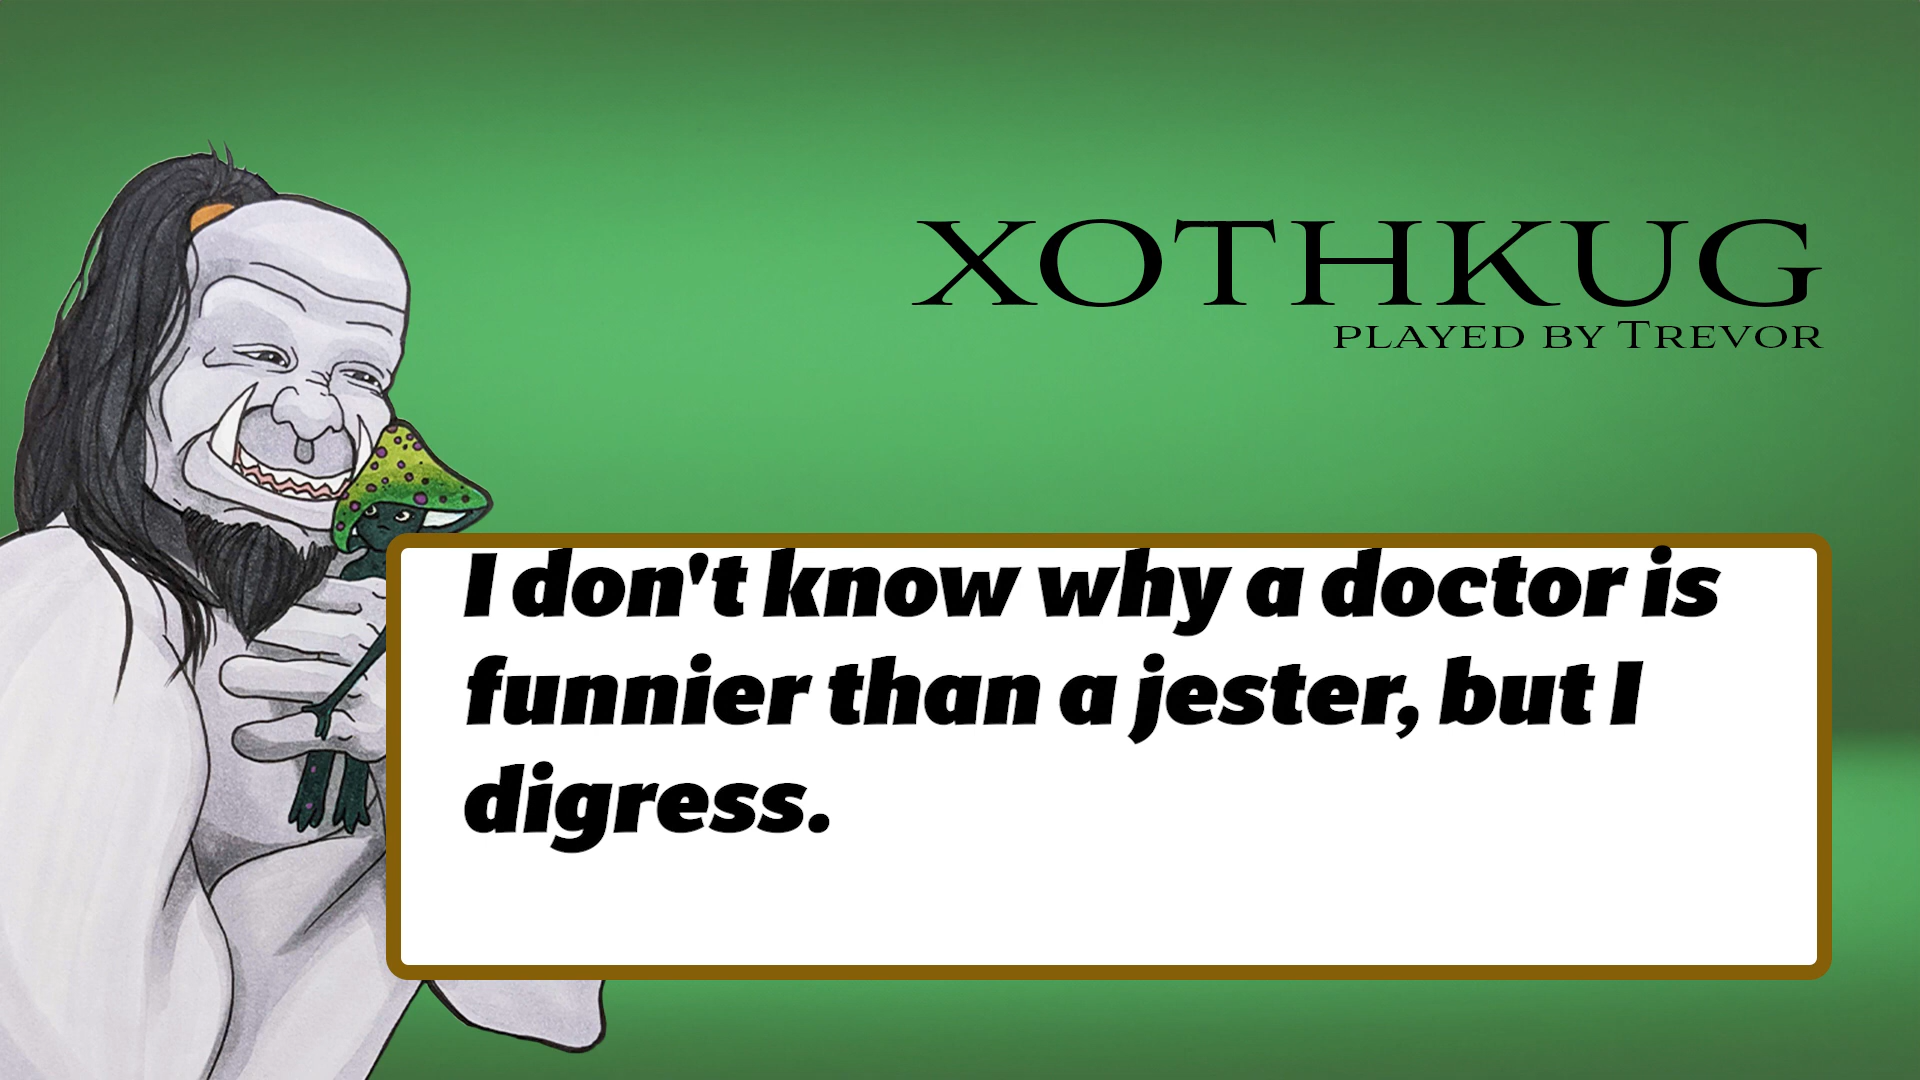 XOTHKUG
PLAYED BY TREVOR
I don't know why a doctor is
funnier than a jester, but I
digress.